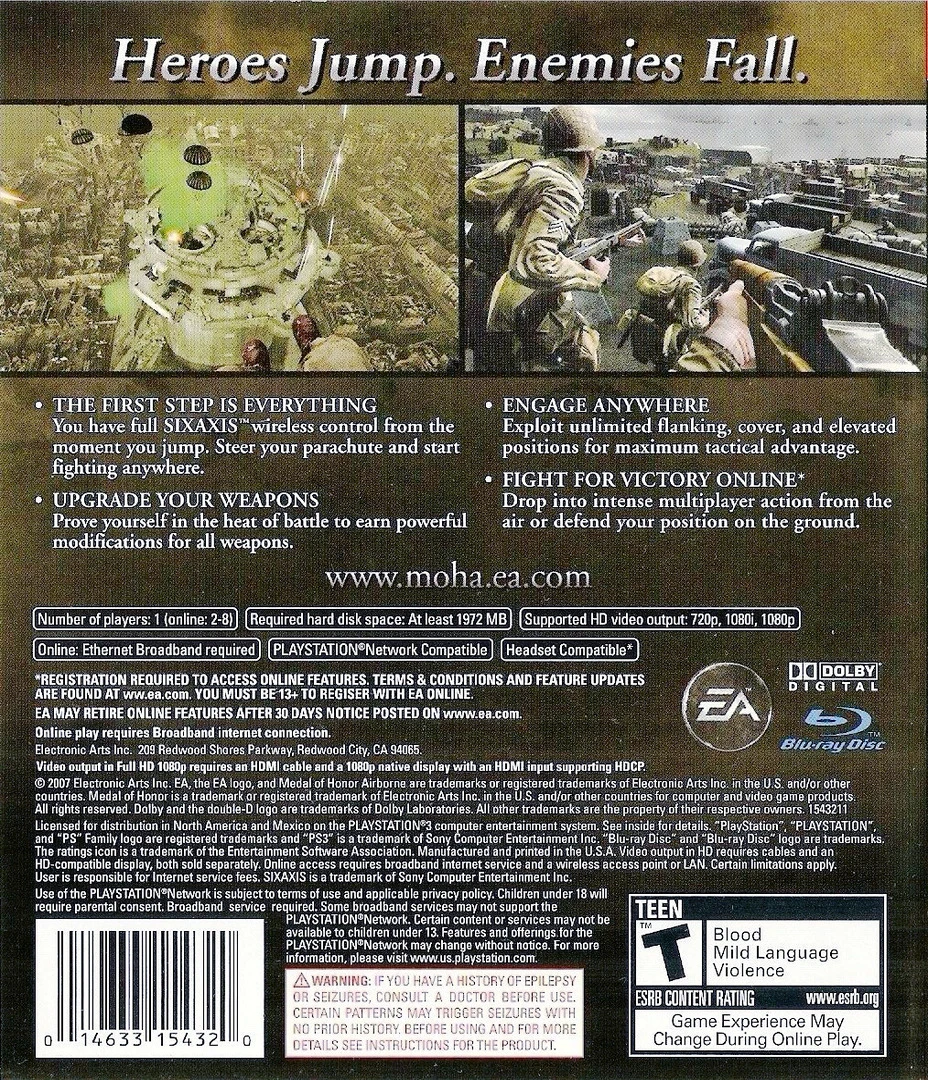 Heroes Jump. Enemies Fall.
• THE FIRST STEP IS EVERYTHING
You have full SIXAXIS™ wireless control from the
moment you jump. Steer your parachute and start
fighting anywhere.
• UPGRADE YOUR WEAPONS
Prove yourself in the heat of battle to earn powerful
modifications for all weapons.
• ENGAGE ANYWHERE
Exploit unlimited flanking, cover, and elevated
positions for maximum tactical advantage.
• FIGHT FOR VICTORY ONLINE*
Drop into intense multiplayer action from the
air or defend your position on the ground.
www.moha.ea.com
Number of players: 1 (online: 2-8) Required hard disk space: At least 1972 MB Supported HD video output: 720p, 1080i, 1080p
Online: Ethernet Broadband required PLAYSTATION®Network Compatible Headset Compatible*
*REGISTRATION REQUIRED TO ACCESS ONLINE FEATURES. TERMS & CONDITIONS AND FEATURE UPDATES
ARE FOUND AT ww.ea.com. YOU MUST BE 13+ TO REGISER WITH EA ONLINE.
EA MAY RETIRE ONLINE FEATURES AFTER 30 DAYS NOTICE POSTED ON www.ea.com.
Online play requires Broadband internet connection.
Electronic Arts Inc. 209 Redwood Shores Parkway, Redwood City, CA 94065.
Video output in Full HD 1080p requires an HDMI cable and a 1080p native display with an HDMI input supporting HDCP.
EA™
DOLBY
DIGITAL
Blu-ray Disc™
© 2007 Electronic Arts Inc. EA, the EA logo, and Medal of Honor Airborne are trademarks or registered trademarks of Electronic Arts Inc. in the U.S. and/or other
countries. Medal of Honor is a trademark or registered trademark of Electronic Arts Inc. in the U.S. and/or other countries for computer and video game products.
All rights reserved. Dolby and the double-D logo are trademarks of Dolby Laboratories. All other trademarks are the property of their respective owners. 1543211
Licensed for distribution in North America and Mexico on the PLAYSTATION®3 computer entertainment system. See inside for details. "PlayStation", "PLAYSTATION",
and "PS" Family logo are registered trademarks and "PS3" is a trademark of Sony Computer Entertainment Inc. "Blu-ray Disc" and "Blu-ray Disc" logo are trademarks.
The ratings icon is a trademark of the Entertainment Software Association. Manufactured and printed in the U.S.A. Video output in HD requires cables and an
HD-compatible display, both sold separately. Online access requires broadband internet service and a wireless access point or LAN. Certain limitations apply.
User is responsible for Internet service fees. SIXAXIS is a trademark of Sony Computer Entertainment Inc.
Use of the PLAYSTATION®Network is subject to terms of use and applicable privacy policy. Children under 18 will
require parental consent. Broadband service required. Some broadband services may not support the
PLAYSTATION®Network. Certain content or services may not be
available to children under 13. Features and offerings for the
PLAYSTATION®Network may change without notice. For more
information, please visit www.us.playstation.com.
0 14633 15432 0
WARNING: IF YOU HAVE A HISTORY OF EPILEPSY
OR SEIZURES, CONSULT A DOCTOR BEFORE USE.
CERTAIN PATTERNS MAY TRIGGER SEIZURES WITH
NO PRIOR HISTORY. BEFORE USING AND FOR MORE
DETAILS SEE INSTRUCTIONS FOR THE PRODUCT.
TEEN
T™
Blood
Mild Language
Violence
ESRB CONTENT RATING www.esrb.org
Game Experience May
Change During Online Play.